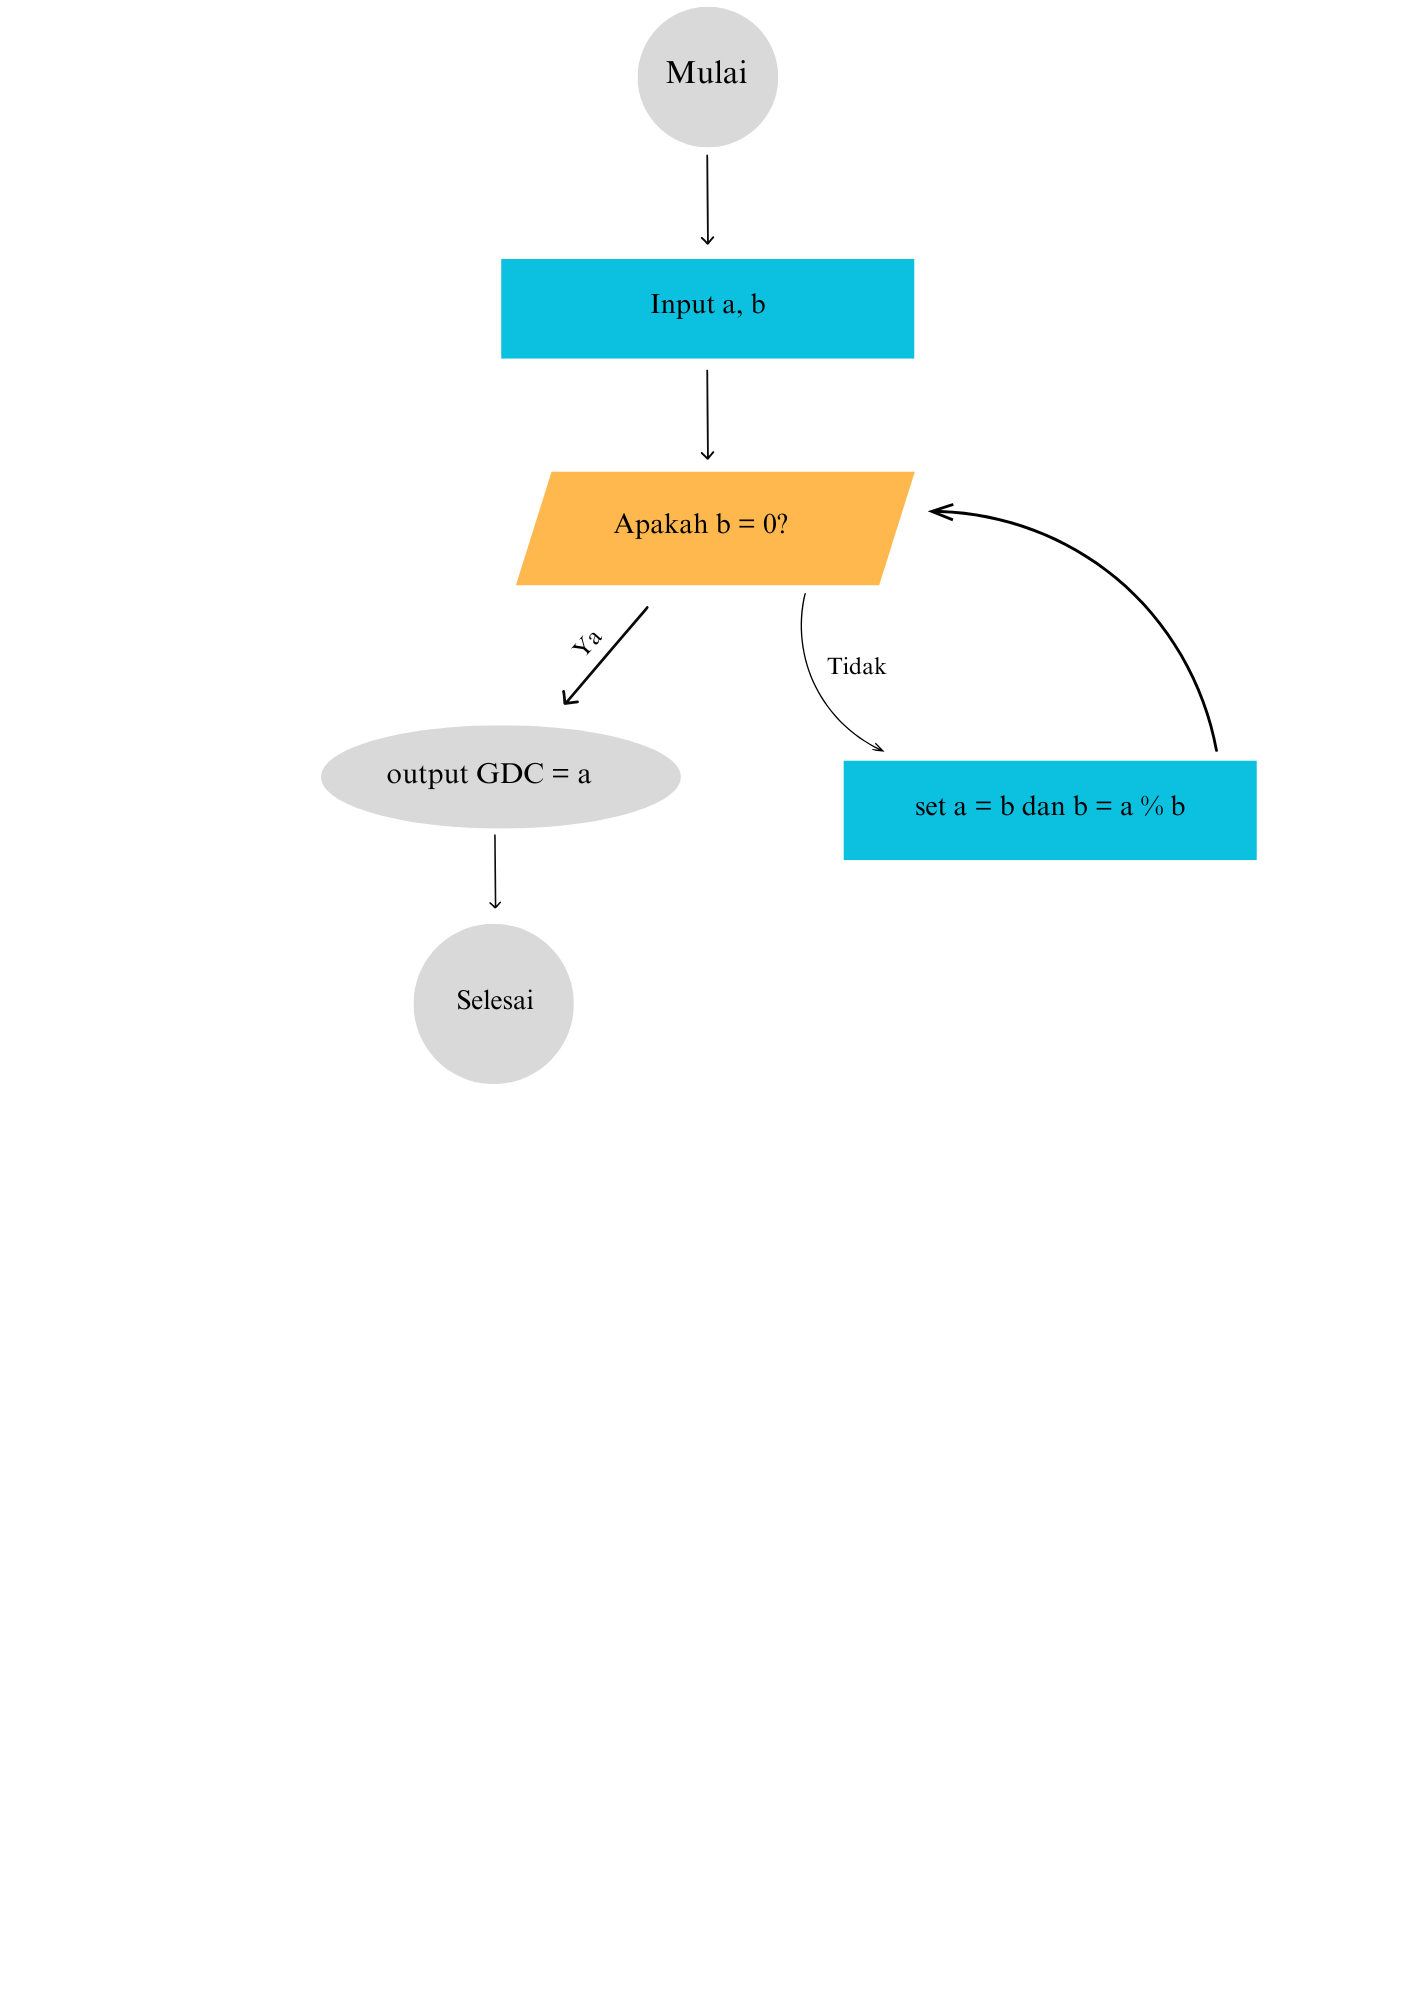 Mulai
Input a, b
Apakah b = 0?
Ya
Tidak
output GDC = a
set a = b dan b = a % b
Selesai